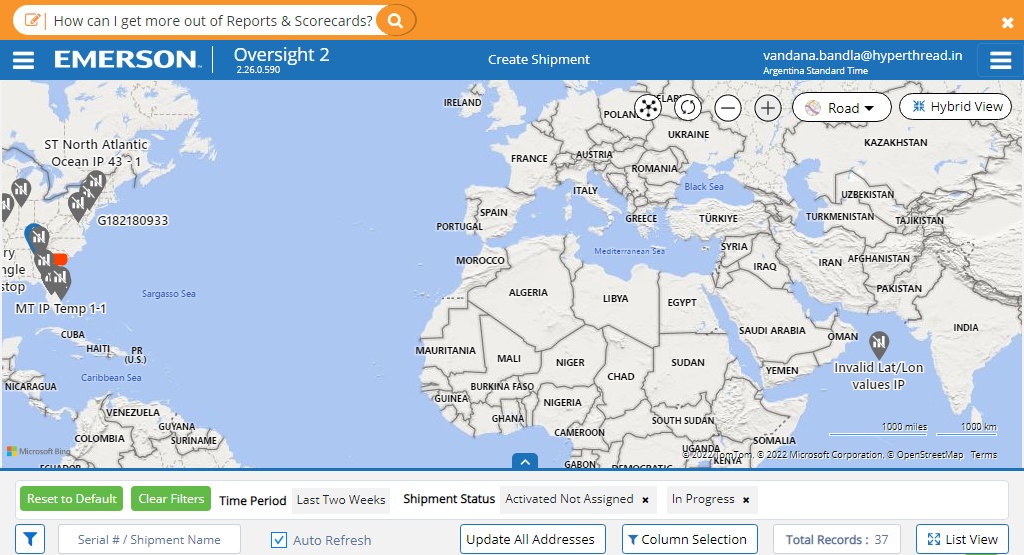 How can I get more out of Reports & Scorecards?
EMERSON
Oversight 2
2.26.0.590
Create Shipment
vandana.bandla@hyperthread.in
Argentina Standard Time
IRELAND
POLAN
ELAR
Road
Hybrid View
UKRAINE
KAZAKHSTAN
ST North Atlantic
Ocean IP 43 - 1
FRANCE
AUSTRIA
ROMANIA
ITALY
Black Sea
UZBEKISTAN
G182180933
SPAIN
PORTUGAL
GREECE
TÜRKIYE
TURKMENISTAN
TAJIKISTAN
MOROCCO
Mediterranean Sea
SYRIA
IRAQ
IRAN
AFGHANISTAN
ry
ngle
stop
PAKISTAN
Sargasso Sea
ALGERIA
LIBYA
EGYPT
MT IP Temp 1-1
SAUDI ARABIA
OMAN
INDIA
CUBA
HAITI
PR
(U.S.)
MAURITANIA
MALI
NIGER
CHAD
SUDAN
YEMEN
Invalid Lat/Lon
values IP
Caribbean Sea
NICARAGUA
BURKINA FASO
GUINEA
NIGERIA
GHANA
VENEZUELA
GUYANA
SURINAME
COLOMBIA
CAMEROON
SOUTH SUDAN
SOMALIA
1000 miles
1000 km
Microsoft Bing
UGANDA
KENYA
© 2022 TomTom, © 2022 Microsoft Corporation, © OpenStreetMap Terms
ECUADOR
GABON
DEMOCRATIC
Reset to Default
Clear Filters
Time Period
Last Two Weeks
Shipment Status
Activated Not Assigned ×
In Progress ×
Serial # / Shipment Name
Auto Refresh
Update All Addresses
Column Selection
Total Records : 37
List View